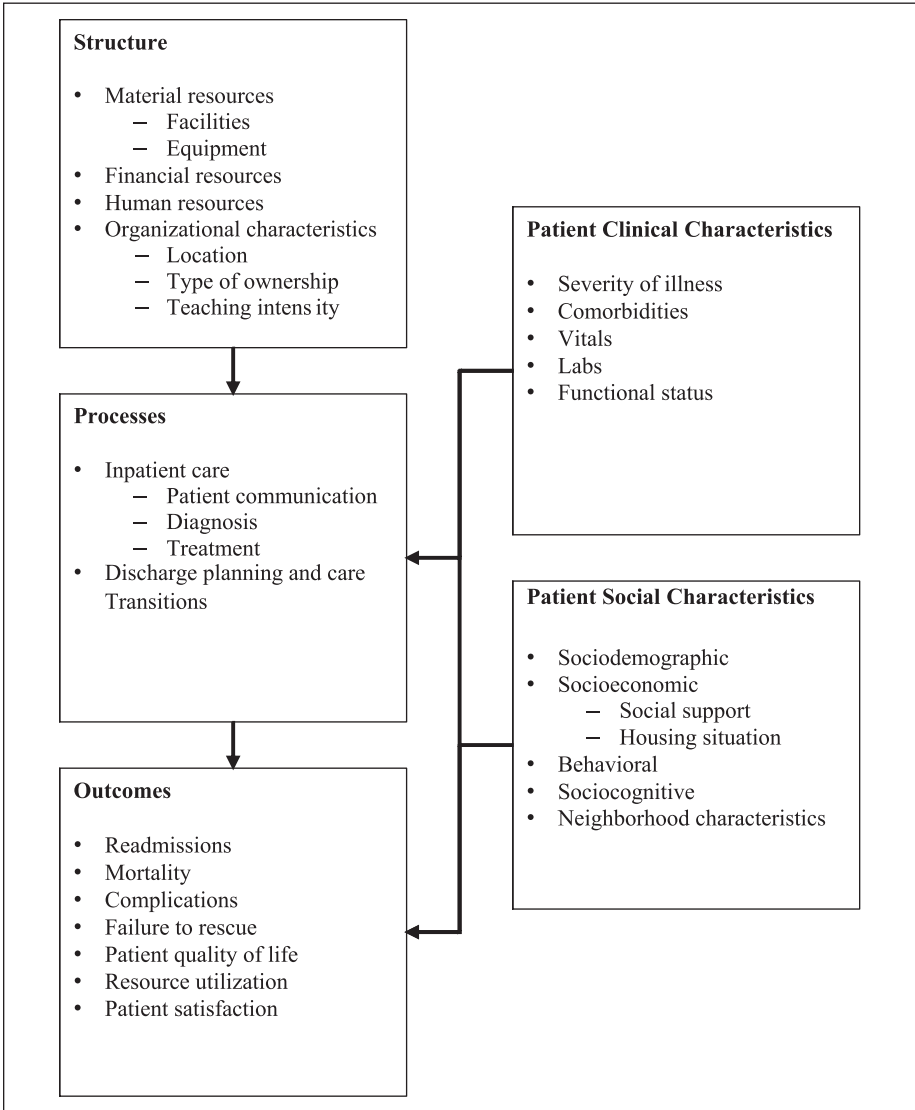 Structure
• Material resources
– Facilities
– Equipment
• Financial resources
• Human resources
• Organizational characteristics
– Location
– Type of ownership
– Teaching intens ity
Processes
• Inpatient care
– Patient communication
– Diagnosis
– Treatment
• Discharge planning and care
Transitions
Outcomes
• Readmissions
• Mortality
• Complications
• Failure to rescue
• Patient quality of life
• Resource utilization
• Patient satisfaction
Patient Clinical Characteristics
• Severity of illness
• Comorbidities
• Vitals
• Labs
• Functional status
Patient Social Characteristics
• Sociodemographic
• Socioeconomic
– Social support
– Housing situation
• Behavioral
• Sociocognitive
• Neighborhood characteristics